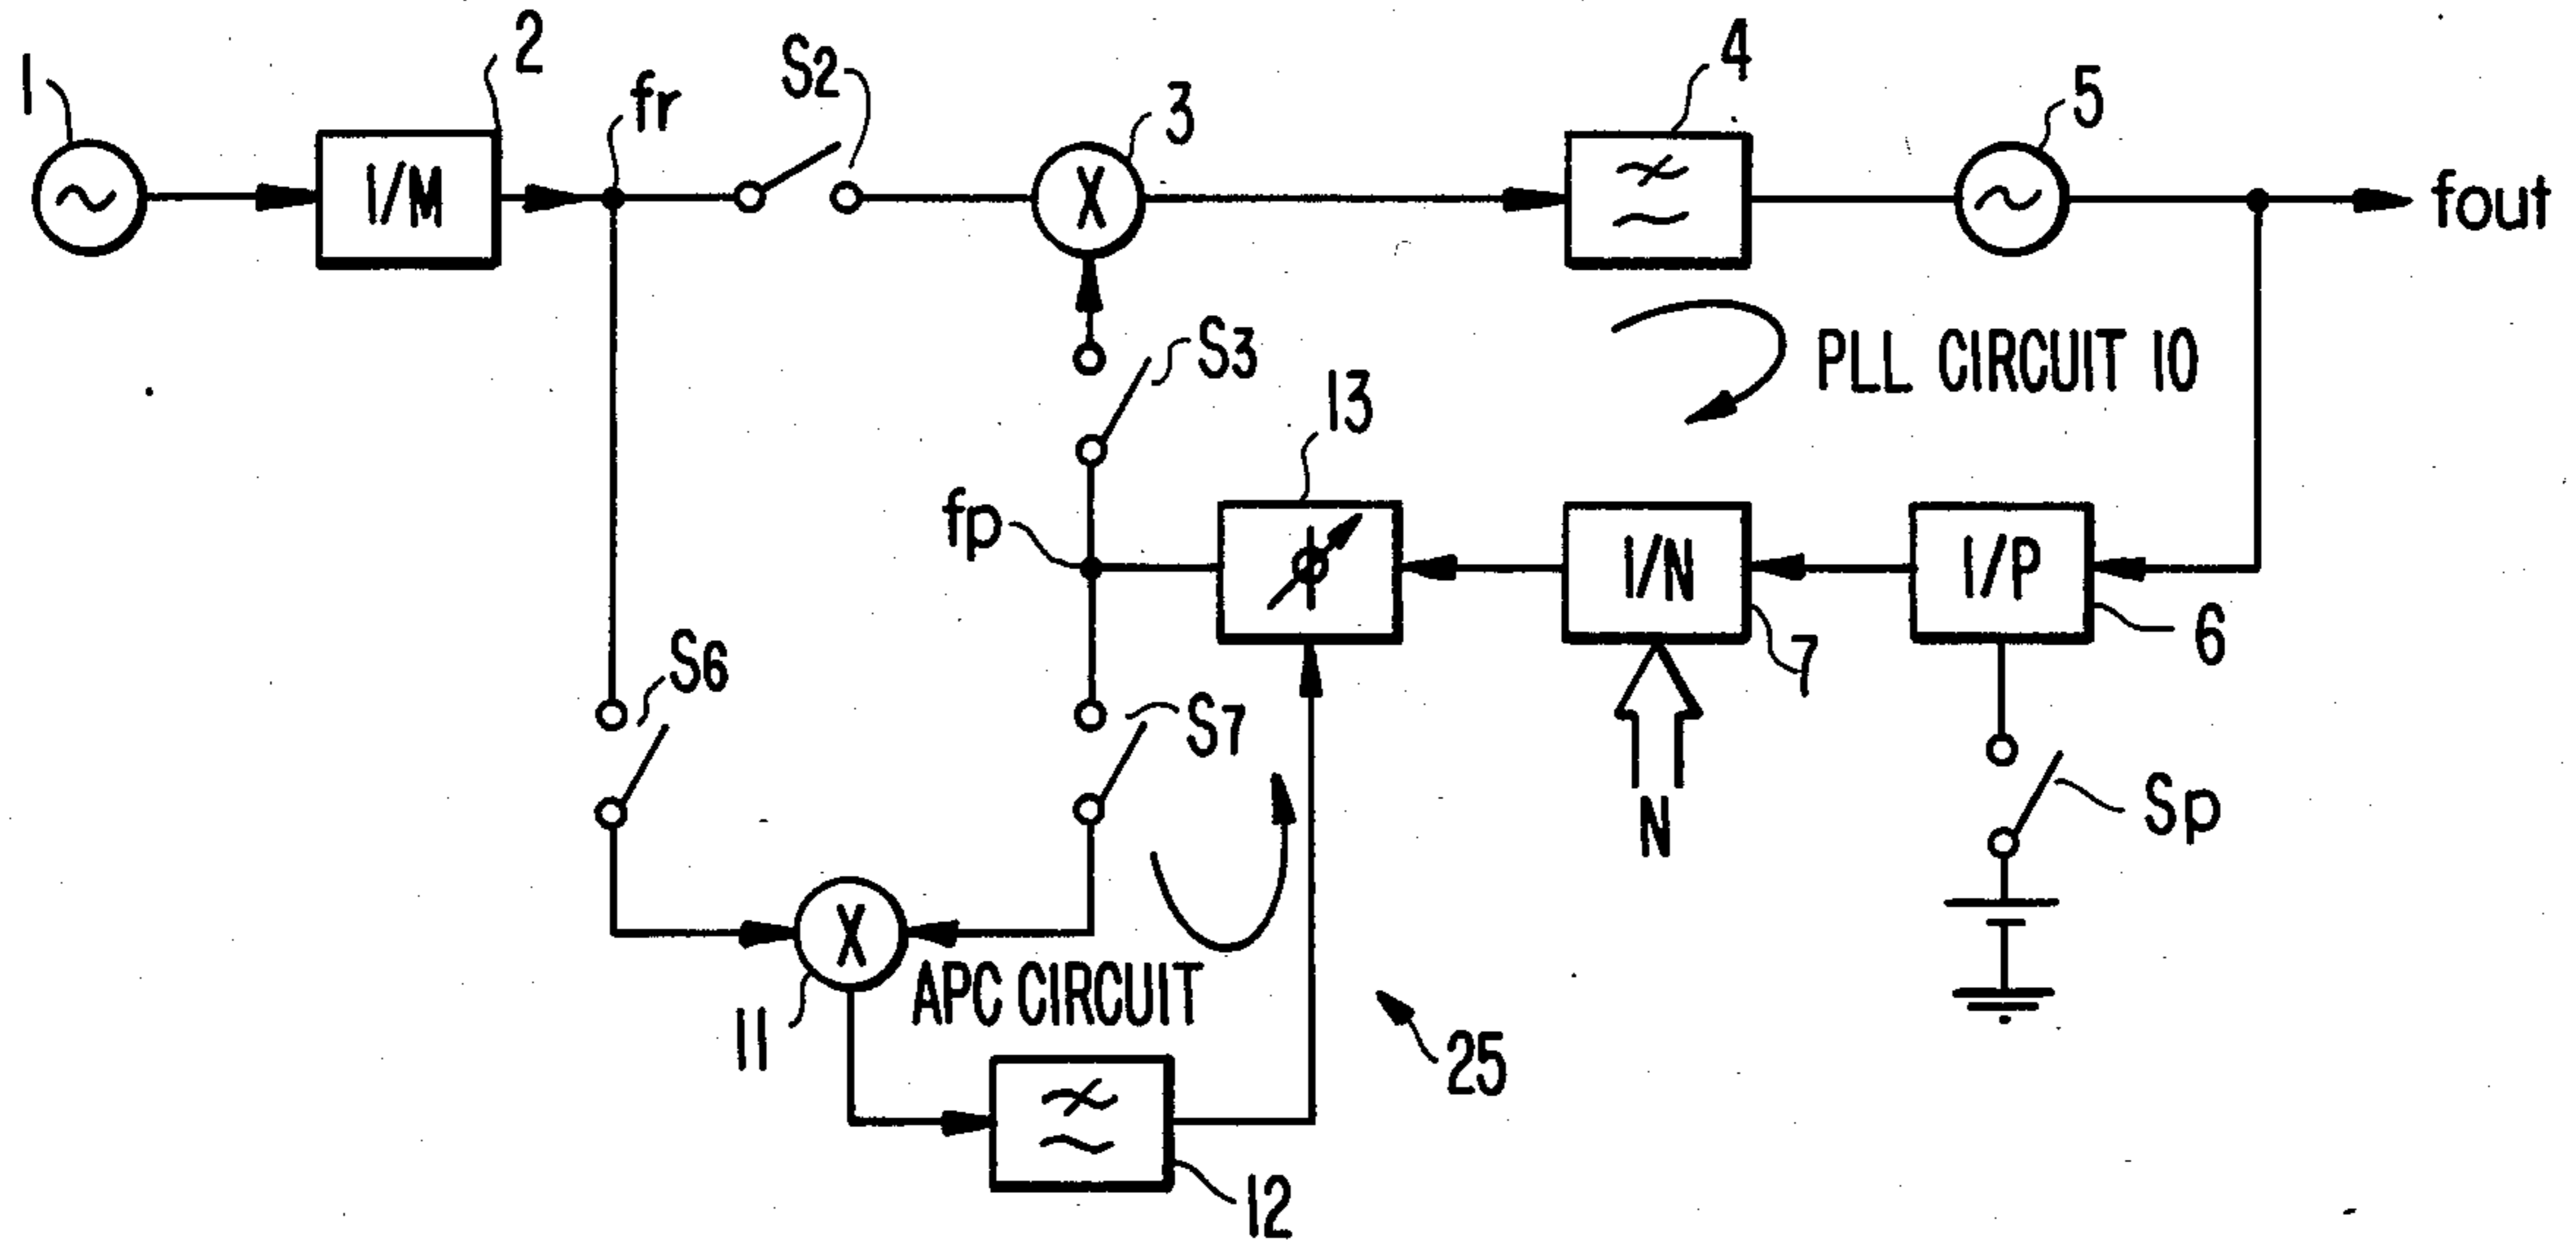 1
2
fr
S2
3
4
5
1/M
X
fout
S3
PLL CIRCUIT 10
13
fp
ϕ
1/N
1/P
6
7
S6
S7
N
Sp
X
11
APC CIRCUIT
25
12